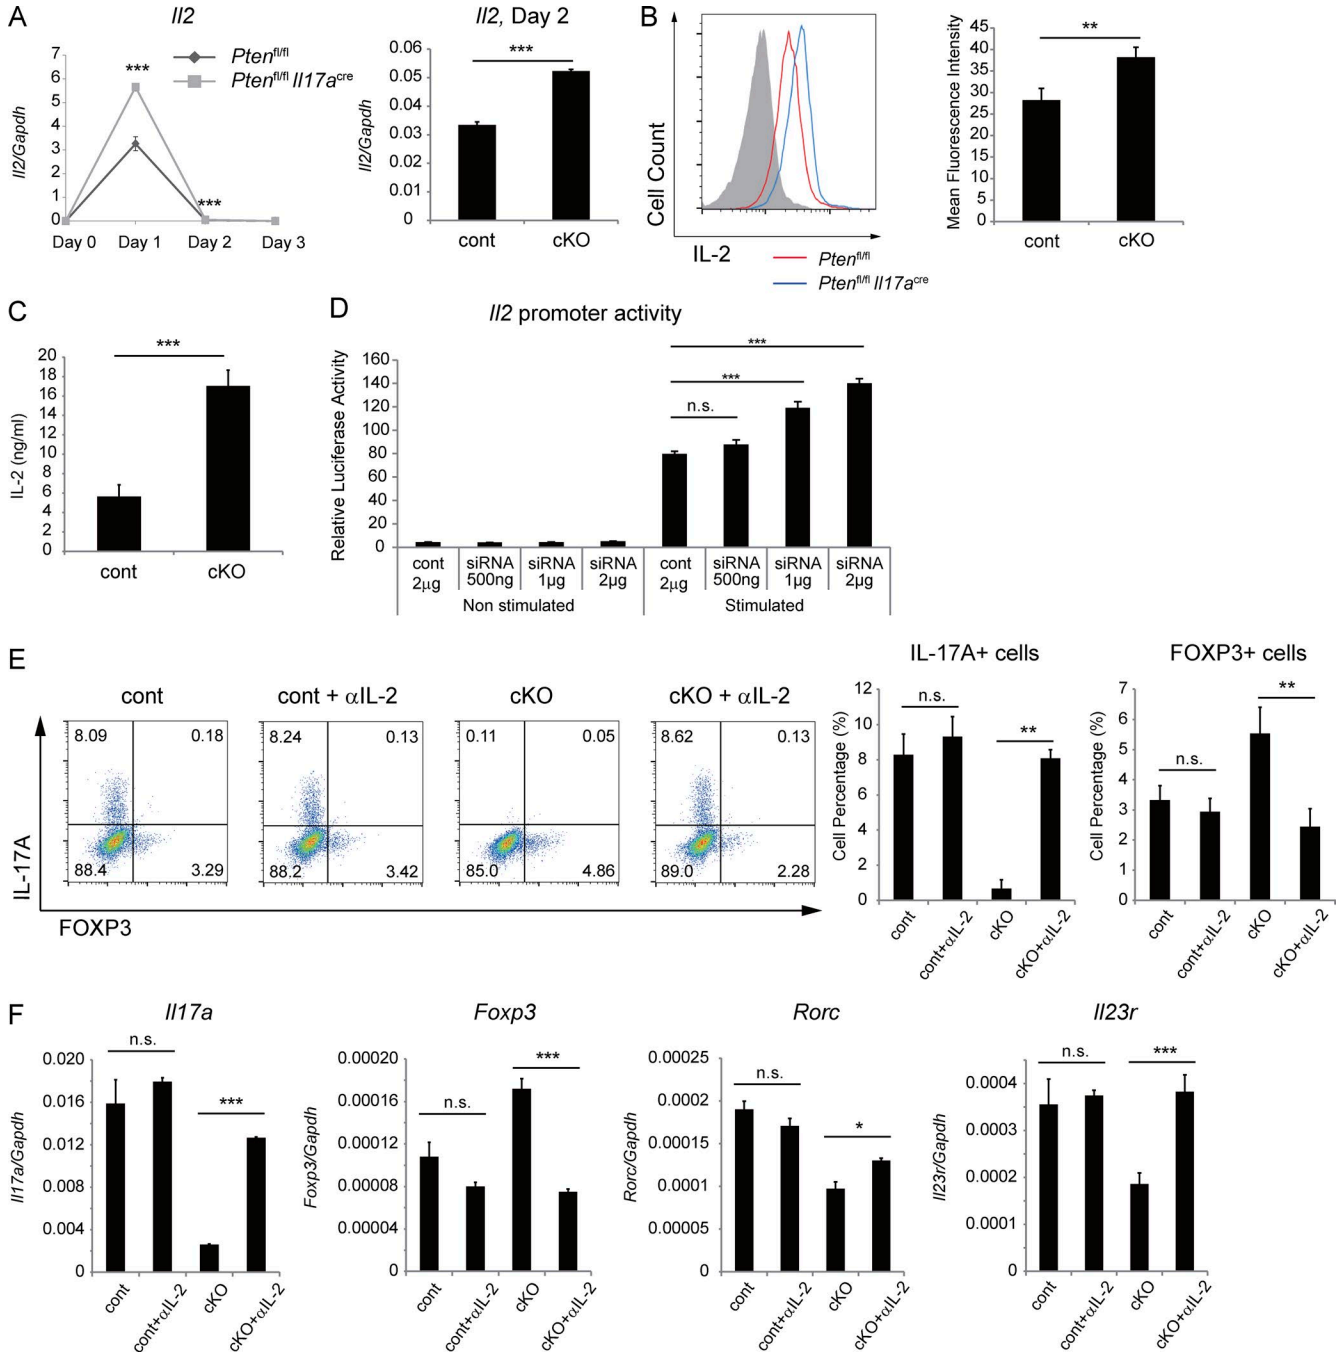 A
Il2
7
6
5
4
3
2
1
0
Il2/Gapdh
***
***
Day 0
Day 1
Day 2
Day 3
Pten^fl/fl
Pten^fl/fl Il17a^cre
Il2, Day 2
0.06
0.05
0.04
0.03
0.02
0.01
0
Il2/Gapdh
***
cont
cKO
B
Cell Count
IL-2
Pten^fl/fl
Pten^fl/fl Il17a^cre
Mean Fluorescence Intensity
45
40
35
30
25
20
15
10
5
0
**
cont
cKO
C
IL-2 (ng/ml)
20
18
16
14
12
10
8
6
4
2
0
***
cont
cKO
D
Il2 promoter activity
Relative Luciferase Activity
160
140
120
100
80
60
40
20
0
n.s.
***
***
cont
2μg
siRNA
500ng
siRNA
1μg
siRNA
2μg
cont
2μg
siRNA
500ng
siRNA
1μg
siRNA
2μg
Non stimulated
Stimulated
E
IL-17A
FOXP3
cont
8.09 0.18
88.4 3.29
cont + αIL-2
8.24 0.13
88.2 3.42
cKO
0.11 0.05
85.0 4.86
cKO + αIL-2
8.62 0.13
89.0 2.28
IL-17A+ cells
Cell Percentage (%)
12
10
8
6
4
2
0
n.s.
**
cont
cont+αIL-2
cKO
cKO+αIL-2
FOXP3+ cells
Cell Percentage (%)
7
6
5
4
3
2
1
0
n.s.
**
cont
cont+αIL-2
cKO
cKO+αIL-2
F
Il17a
Il17a/Gapdh
0.020
0.016
0.012
0.008
0.004
0
n.s.
***
cont
cont+αIL-2
cKO
cKO+αIL-2
Foxp3
Foxp3/Gapdh
0.00020
0.00016
0.00012
0.00008
0.00004
0
n.s.
***
cont
cont+αIL-2
cKO
cKO+αIL-2
Rorc
Rorc/Gapdh
0.00025
0.0002
0.00015
0.0001
0.00005
0
n.s.
*
cont
cont+αIL-2
cKO
cKO+αIL-2
Il23r
Il23r/Gapdh
0.0004
0.0003
0.0002
0.0001
0
n.s.
***
cont
cont+αIL-2
cKO
cKO+αIL-2